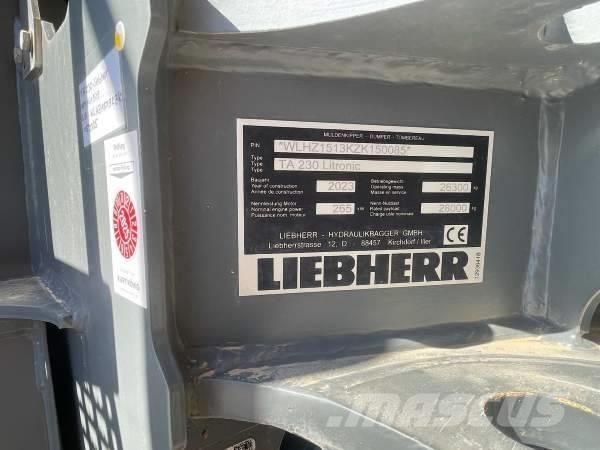 MULDENKIPPER - DUMPER - TOMBEREAU
PIN *WLHZ1513KZK150085*
Type
Type TA 230 Litronic
Type
Baujahr
Year of construction 2023
Année de construction
Betriebsgewicht
Operating mass 26300 kg
Masse en service
Nennleistung Motor
Nominal engine power 265 kW
Puissance nom. moteur
Nenn-Nutzlast
Rated payload 28000 kg
Charge utile nominale
LIEBHERR - HYDRAULIKBAGGER GMBH
Liebherrstrasse 12, D - 88457 Kirchdorf / Iller
CE
LIEBHERR
mascus